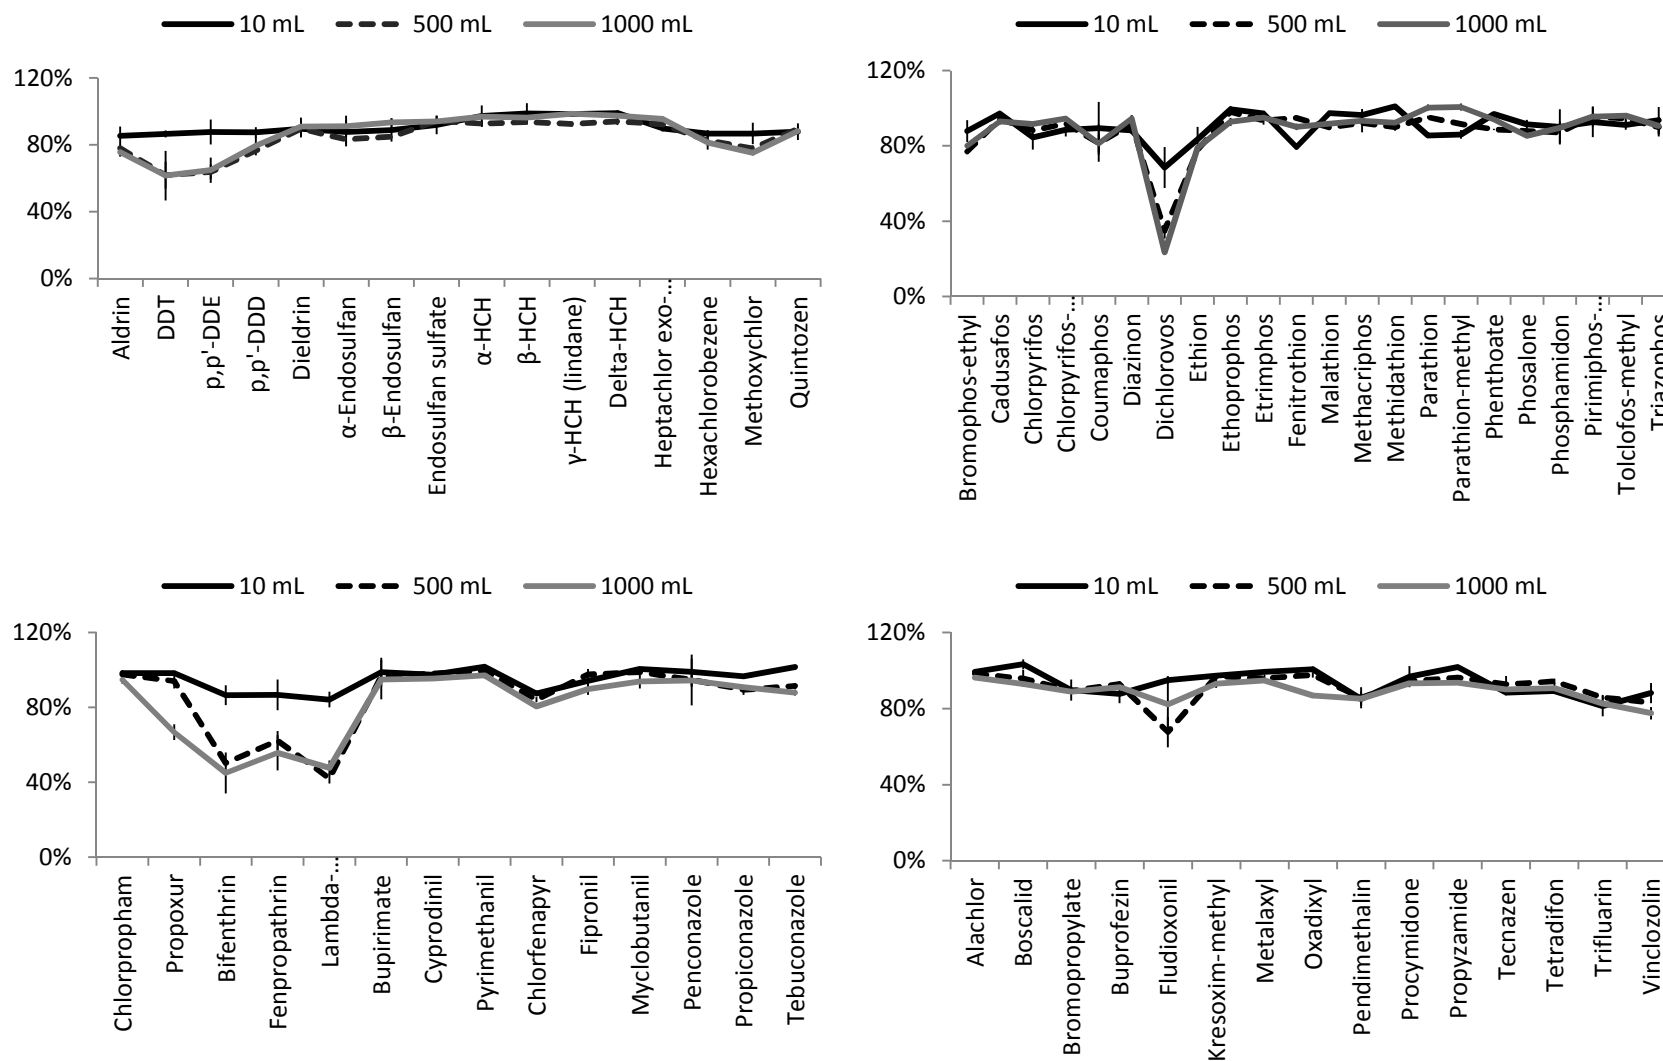 10 mL 500 mL 1000 mL
120%
80%
40%
0%
Aldrin
DDT
p,p'-DDE
p,p'-DDD
Dieldrin
α-Endosulfan
β-Endosulfan
Endosulfan sulfate
α-HCH
β-HCH
γ-HCH (lindane)
Delta-HCH
Heptachlor exo-...
Hexachlorobezene
Methoxychlor
Quintozen
10 mL 500 mL 1000 mL
120%
80%
40%
0%
Bromophos-ethyl
Cadusafos
Chlorpyrifos
Chlorpyrifos-...
Coumaphos
Diazinon
Dichlorovos
Ethion
Ethoprophos
Etrimphos
Fenitrothion
Malathion
Methacriphos
Methidathion
Parathion
Parathion-methyl
Phenthoate
Phosalone
Phosphamidon
Pirimiphos-...
Tolclofos-methyl
Triazophos
10 mL 500 mL 1000 mL
120%
80%
40%
0%
Chlorpropham
Propoxur
Bifenthrin
Fenpropathrin
Lambda-...
Bupirimate
Cyprodinil
Pyrimethanil
Chlorfenapyr
Fipronil
Myclobutanil
Penconazole
Propiconazole
Tebuconazole
10 mL 500 mL 1000 mL
120%
80%
40%
0%
Alachlor
Boscalid
Bromopropylate
Buprofezin
Fludioxonil
Kresoxim-methyl
Metalaxyl
Oxadixyl
Pendimethalin
Procymidone
Propyzamide
Tecnazen
Tetradifon
Trifluarin
Vinclozolin